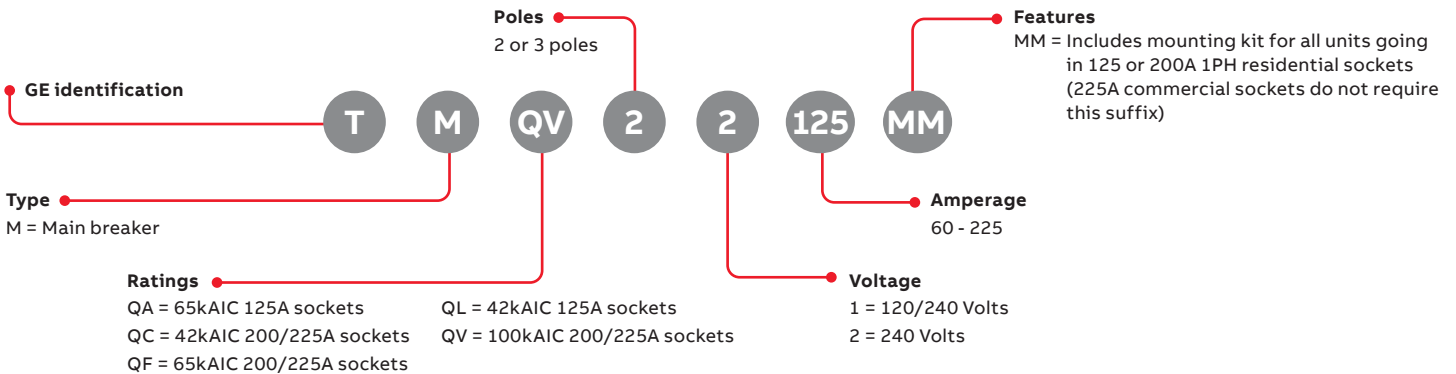 Poles
2 or 3 poles
Features
MM = Includes mounting kit for all units going
in 125 or 200A 1PH residential sockets
(225A commercial sockets do not require
this suffix)
GE identification
T M QV 2 2 125 MM
Type
M = Main breaker
Amperage
60 - 225
Ratings
QA = 65kAIC 125A sockets
QC = 42kAIC 200/225A sockets
QF = 65kAIC 200/225A sockets
QL = 42kAIC 125A sockets
QV = 100kAIC 200/225A sockets
Voltage
1 = 120/240 Volts
2 = 240 Volts